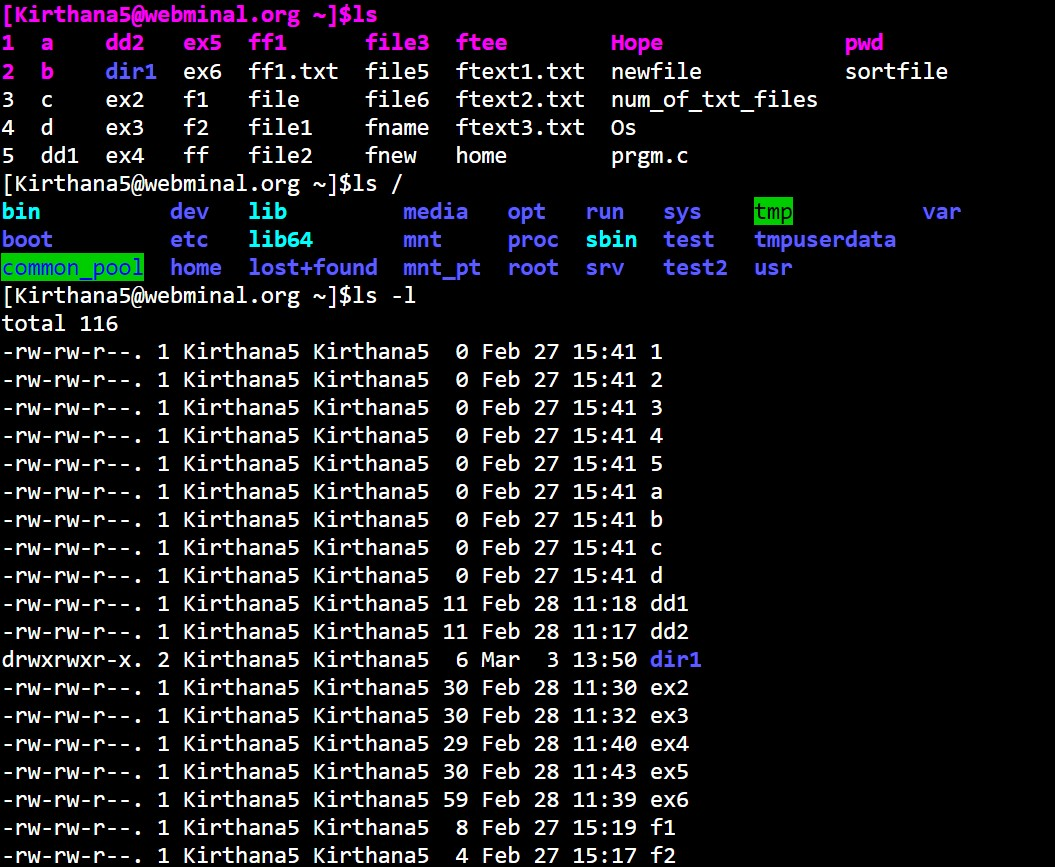 [Kirthana5@webminal.org ~]$ls
1  a    dd2   ex5  ff1      file3  ftee        Hope              pwd
2  b    dir1  ex6  ff1.txt  file5  ftext1.txt  newfile           sortfile
3  c    ex2   f1   file     file6  ftext2.txt  num_of_txt_files
4  d    ex3   f2   file1    fname  ftext3.txt  Os
5  dd1  ex4   ff   file2    fnew   home        prgm.c
[Kirthana5@webminal.org ~]$ls /
bin          dev   lib         media   opt   run   sys    tmp          var
boot         etc   lib64       mnt     proc  sbin  test   tmpuserdata
common_pool  home  lost+found  mnt_pt  root  srv   test2  usr
[Kirthana5@webminal.org ~]$ls -l
total 116
-rw-rw-r--. 1 Kirthana5 Kirthana5  0 Feb 27 15:41 1
-rw-rw-r--. 1 Kirthana5 Kirthana5  0 Feb 27 15:41 2
-rw-rw-r--. 1 Kirthana5 Kirthana5  0 Feb 27 15:41 3
-rw-rw-r--. 1 Kirthana5 Kirthana5  0 Feb 27 15:41 4
-rw-rw-r--. 1 Kirthana5 Kirthana5  0 Feb 27 15:41 5
-rw-rw-r--. 1 Kirthana5 Kirthana5  0 Feb 27 15:41 a
-rw-rw-r--. 1 Kirthana5 Kirthana5  0 Feb 27 15:41 b
-rw-rw-r--. 1 Kirthana5 Kirthana5  0 Feb 27 15:41 c
-rw-rw-r--. 1 Kirthana5 Kirthana5  0 Feb 27 15:41 d
-rw-rw-r--. 1 Kirthana5 Kirthana5 11 Feb 28 11:18 dd1
-rw-rw-r--. 1 Kirthana5 Kirthana5 11 Feb 28 11:17 dd2
drwxrwxr-x. 2 Kirthana5 Kirthana5  6 Mar  3 13:50 dir1
-rw-rw-r--. 1 Kirthana5 Kirthana5 30 Feb 28 11:30 ex2
-rw-rw-r--. 1 Kirthana5 Kirthana5 30 Feb 28 11:32 ex3
-rw-rw-r--. 1 Kirthana5 Kirthana5 29 Feb 28 11:40 ex4
-rw-rw-r--. 1 Kirthana5 Kirthana5 30 Feb 28 11:43 ex5
-rw-rw-r--. 1 Kirthana5 Kirthana5 59 Feb 28 11:39 ex6
-rw-rw-r--. 1 Kirthana5 Kirthana5  8 Feb 27 15:19 f1
-rw-rw-r--. 1 Kirthana5 Kirthana5  4 Feb 27 15:17 f2